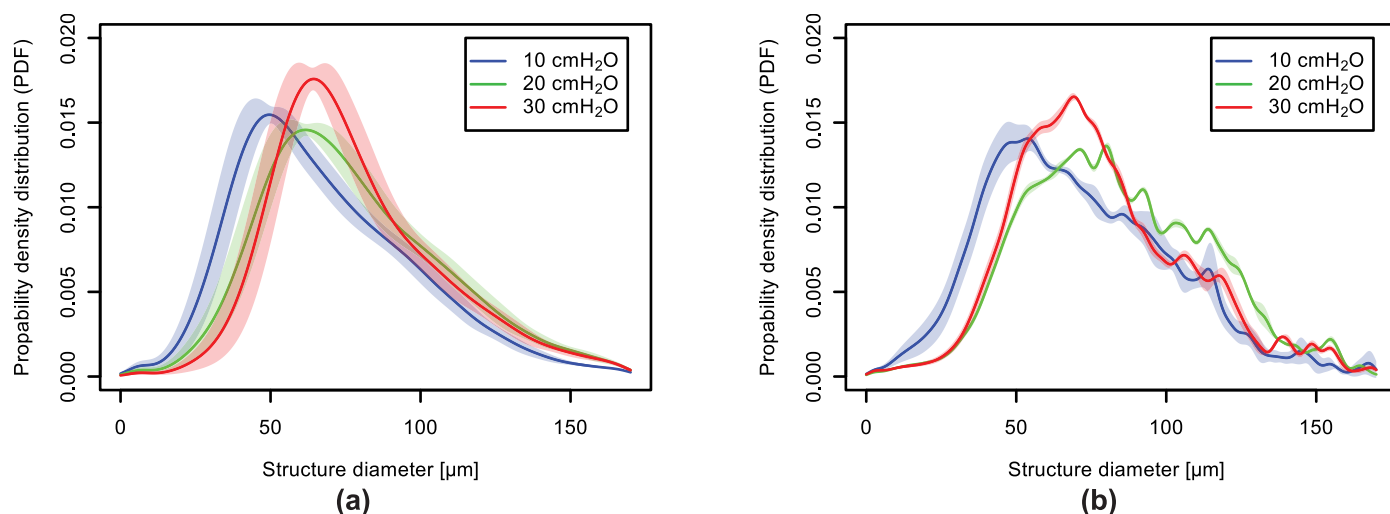 Propability density distribution (PDF)
0.020
0.015
0.010
0.005
0.000
10 cmH₂O
20 cmH₂O
30 cmH₂O
0
50
100
150
Structure diameter [µm]
(a)
Propability density distribution (PDF)
0.020
0.015
0.010
0.005
0.000
10 cmH₂O
20 cmH₂O
30 cmH₂O
0
50
100
150
Structure diameter [µm]
(b)